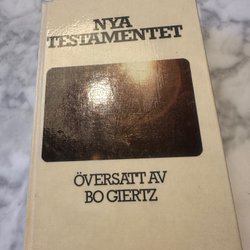 NYA
TESTAMENTET
ÖVERSATT AV
BO GIERTZ